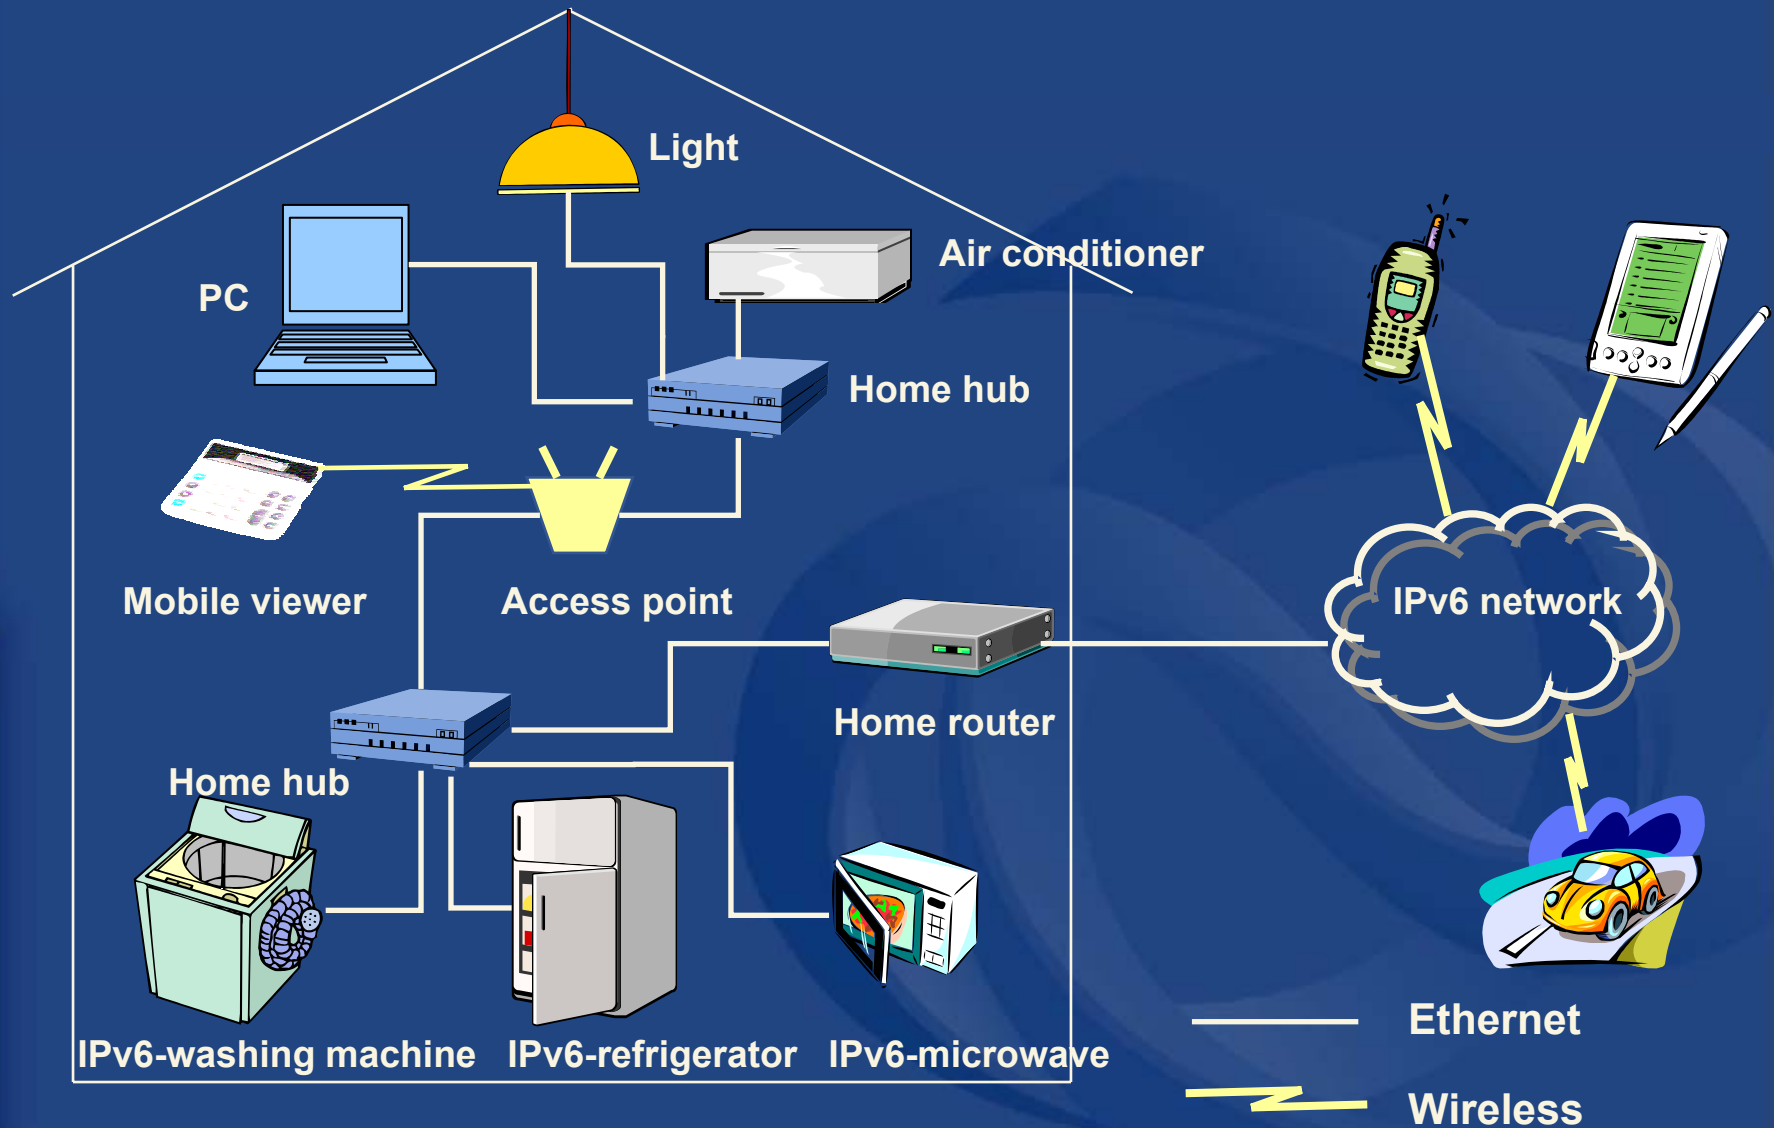 Light
Air conditioner
PC
Home hub
Mobile viewer
Access point
IPv6 network
Home router
Home hub
IPv6-washing machine
IPv6-refrigerator
IPv6-microwave
Ethernet
Wireless